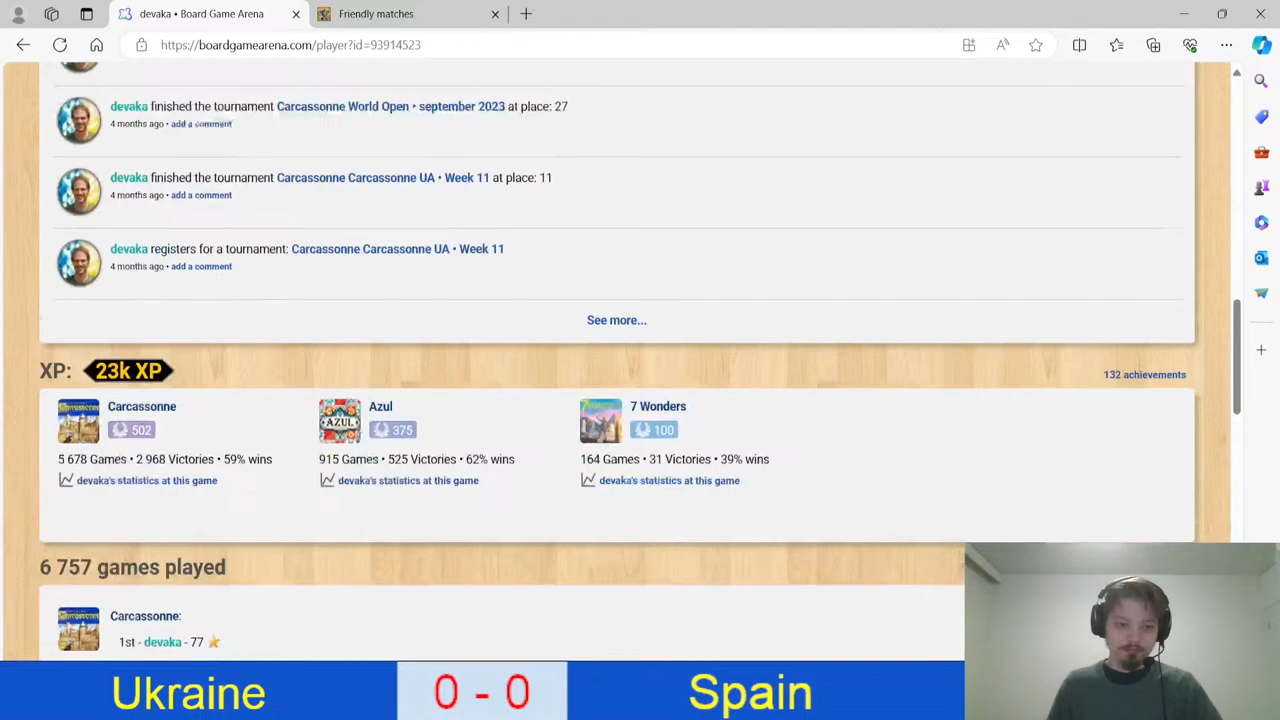 devaka • Board Game Arena
Friendly matches
https://boardgamearena.com/player?id=93914523
devaka finished the tournament Carcassonne World Open • september 2023 at place: 27
4 months ago • add a comment
devaka finished the tournament Carcassonne Carcassonne UA • Week 11 at place: 11
4 months ago • add a comment
devaka registers for a tournament: Carcassonne Carcassonne UA • Week 11
4 months ago • add a comment
See more...
XP: 23k XP
132 achievements
Carcassonne
502
5 678 Games • 2 968 Victories • 59% wins
devaka's statistics at this game
AZUL
Azul
375
915 Games • 525 Victories • 62% wins
devaka's statistics at this game
7 Wonders
100
164 Games • 31 Victories • 39% wins
devaka's statistics at this game
6 757 games played
Carcassonne:
1st - devaka - 77
Ukraine 0 - 0 Spain